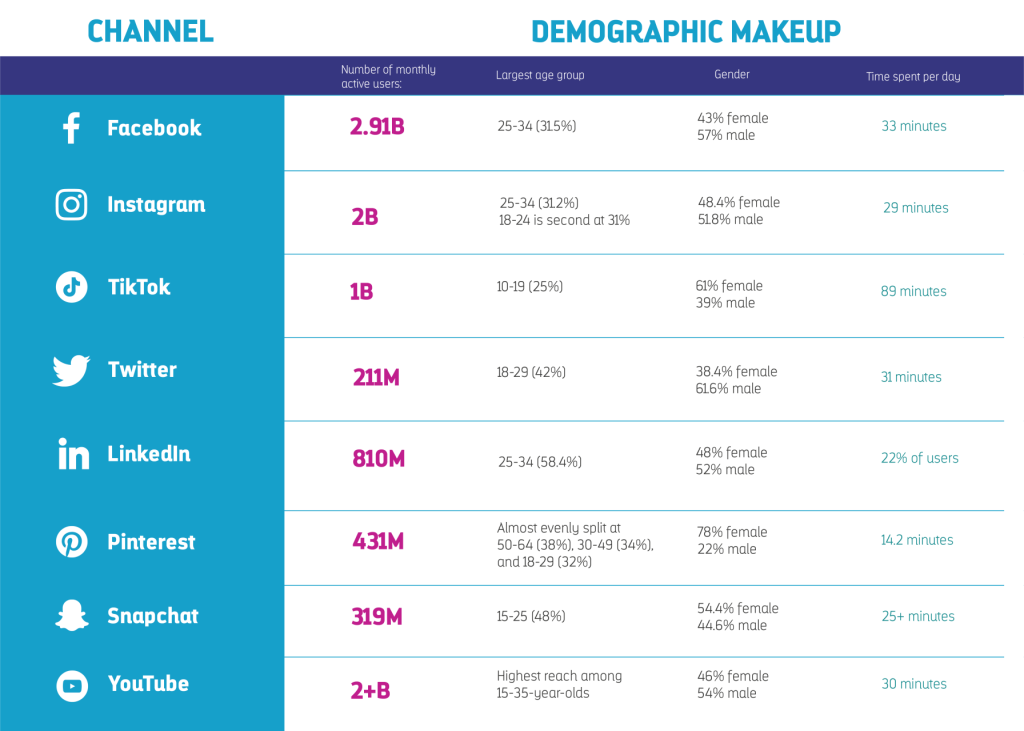 CHANNEL
DEMOGRAPHIC MAKEUP
Number of monthly
active users:
Largest age group
Gender
Time spent per day
Facebook
2.91B
25-34 (31.5%)
43% female
57% male
33 minutes
Instagram
2B
25-34 (31.2%)
18-24 is second at 31%
48.4% female
51.8% male
29 minutes
TikTok
1B
10-19 (25%)
61% female
39% male
89 minutes
Twitter
211M
18-29 (42%)
38.4% female
61.6% male
31 minutes
in
LinkedIn
810M
25-34 (58.4%)
48% female
52% male
22% of users
Pinterest
431M
Almost evenly split at
50-64 (38%), 30-49 (34%),
and 18-29 (32%)
78% female
22% male
14.2 minutes
Snapchat
319M
15-25 (48%)
54.4% female
44.6% male
25+ minutes
YouTube
2+B
Highest reach among
15-35-year-olds
46% female
54% male
30 minutes